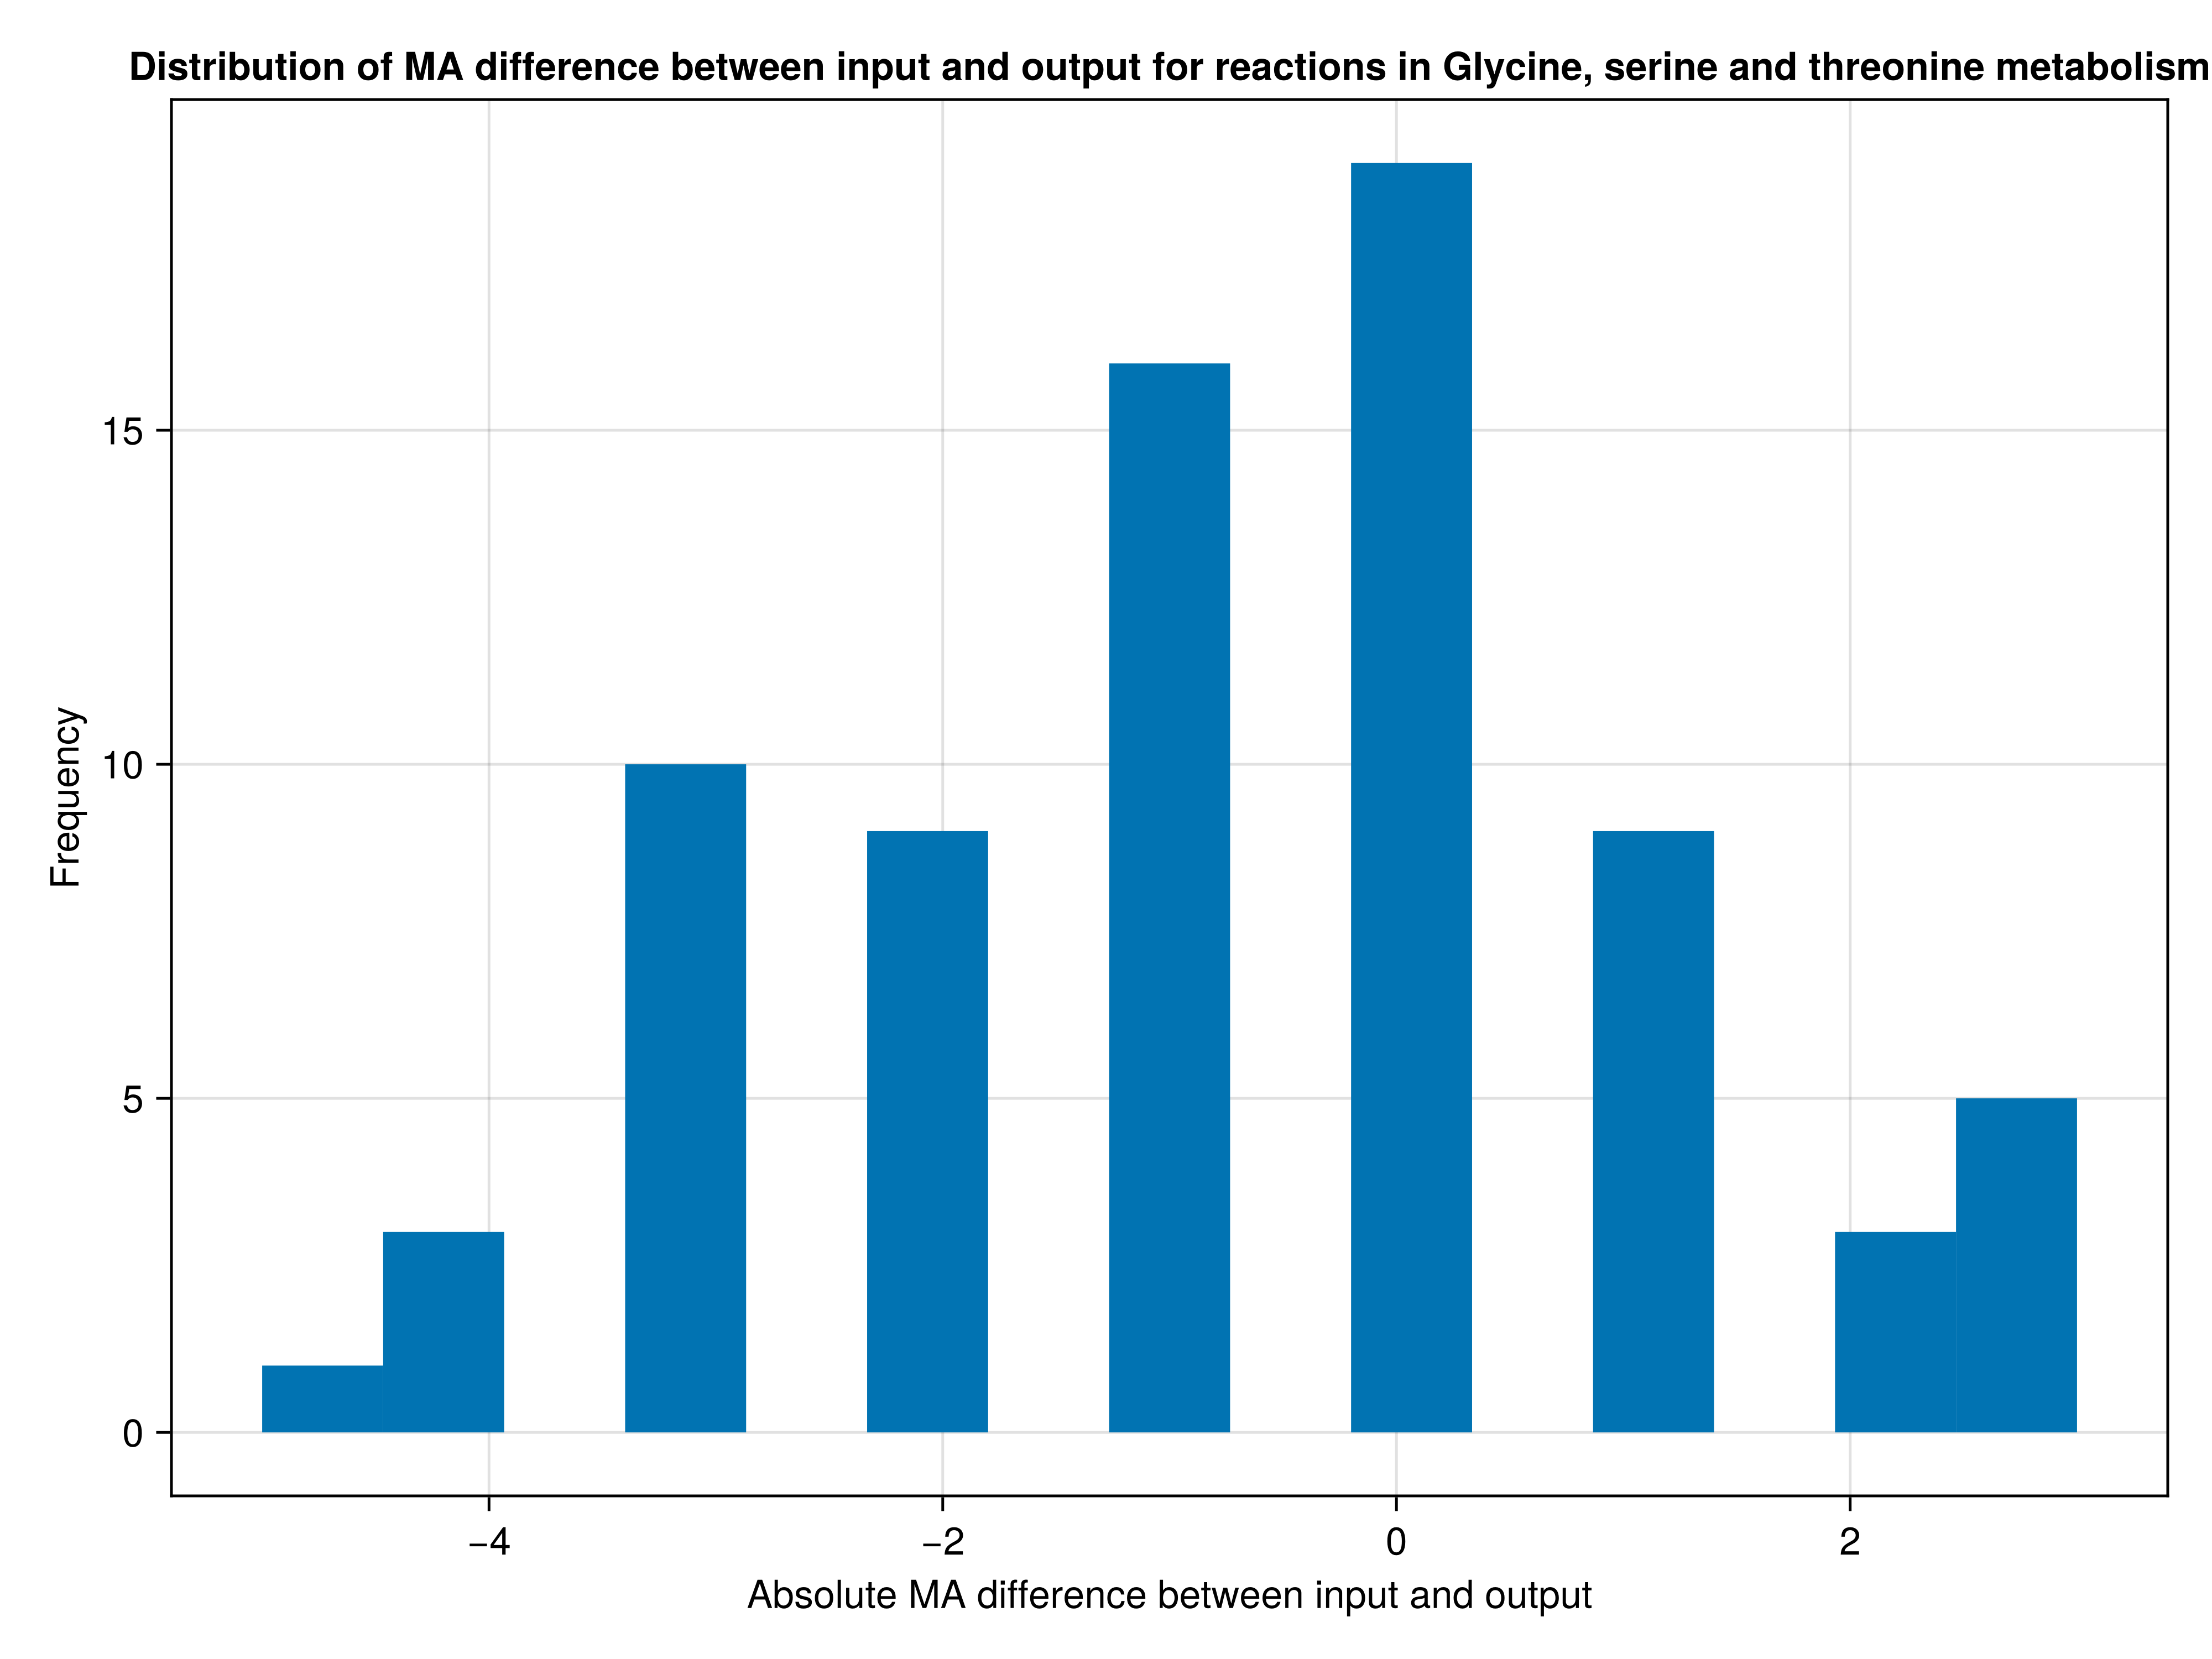 Distribution of MA difference between input and output for reactions in Glycine, serine and threonine metabolism
15
10
5
0
Frequency
−4
−2
0
2
Absolute MA difference between input and output